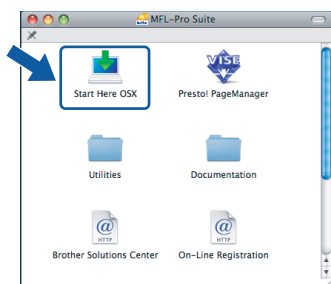 MFL-Pro Suite
VISE
Start Here OSX
Presto! PageManager
Utilities
Documentation
@
HTTP
@
HTTP
Brother Solutions Center
On-Line Registration